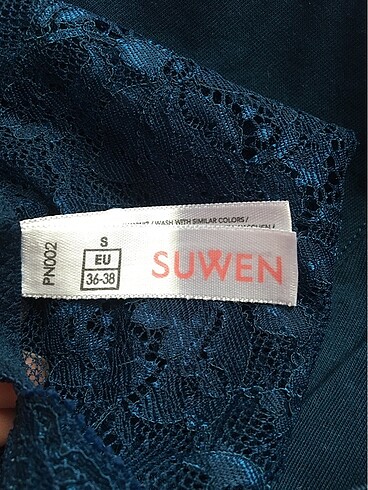 / WASH WITH SIMILAR COLORS /
PN002
S
EU
36-38
SUWEN